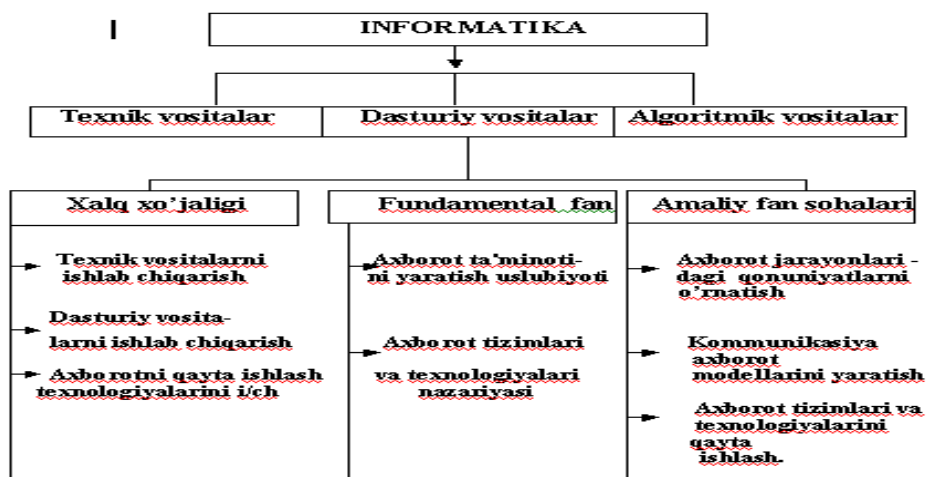 I
INFORMATIKA
Texnik vositalar
Dasturiy vositalar
Algoritmik vositalar
Xalq xo’jaligi
Texnik vositalarni
ishlab chiqarish
Dasturiy vosita-
larni ishlab chiqarish
Axborotni qayta ishlash
texnologiyalarini i/ch
Fundamental fan
Axborot ta'minoti-
ni yaratish uslubiyoti
Axborot tizimlari
va texnologiyalari
nazariyasi
Amaliy fan sohalari
Axborot jarayonlari -
dagi qonuniyatlarni
o’rnatish
Kommunikasiya
axborot
modellarini yaratish
Axborot tizimlari va
texnologiyalarini
qayta
ishlash.